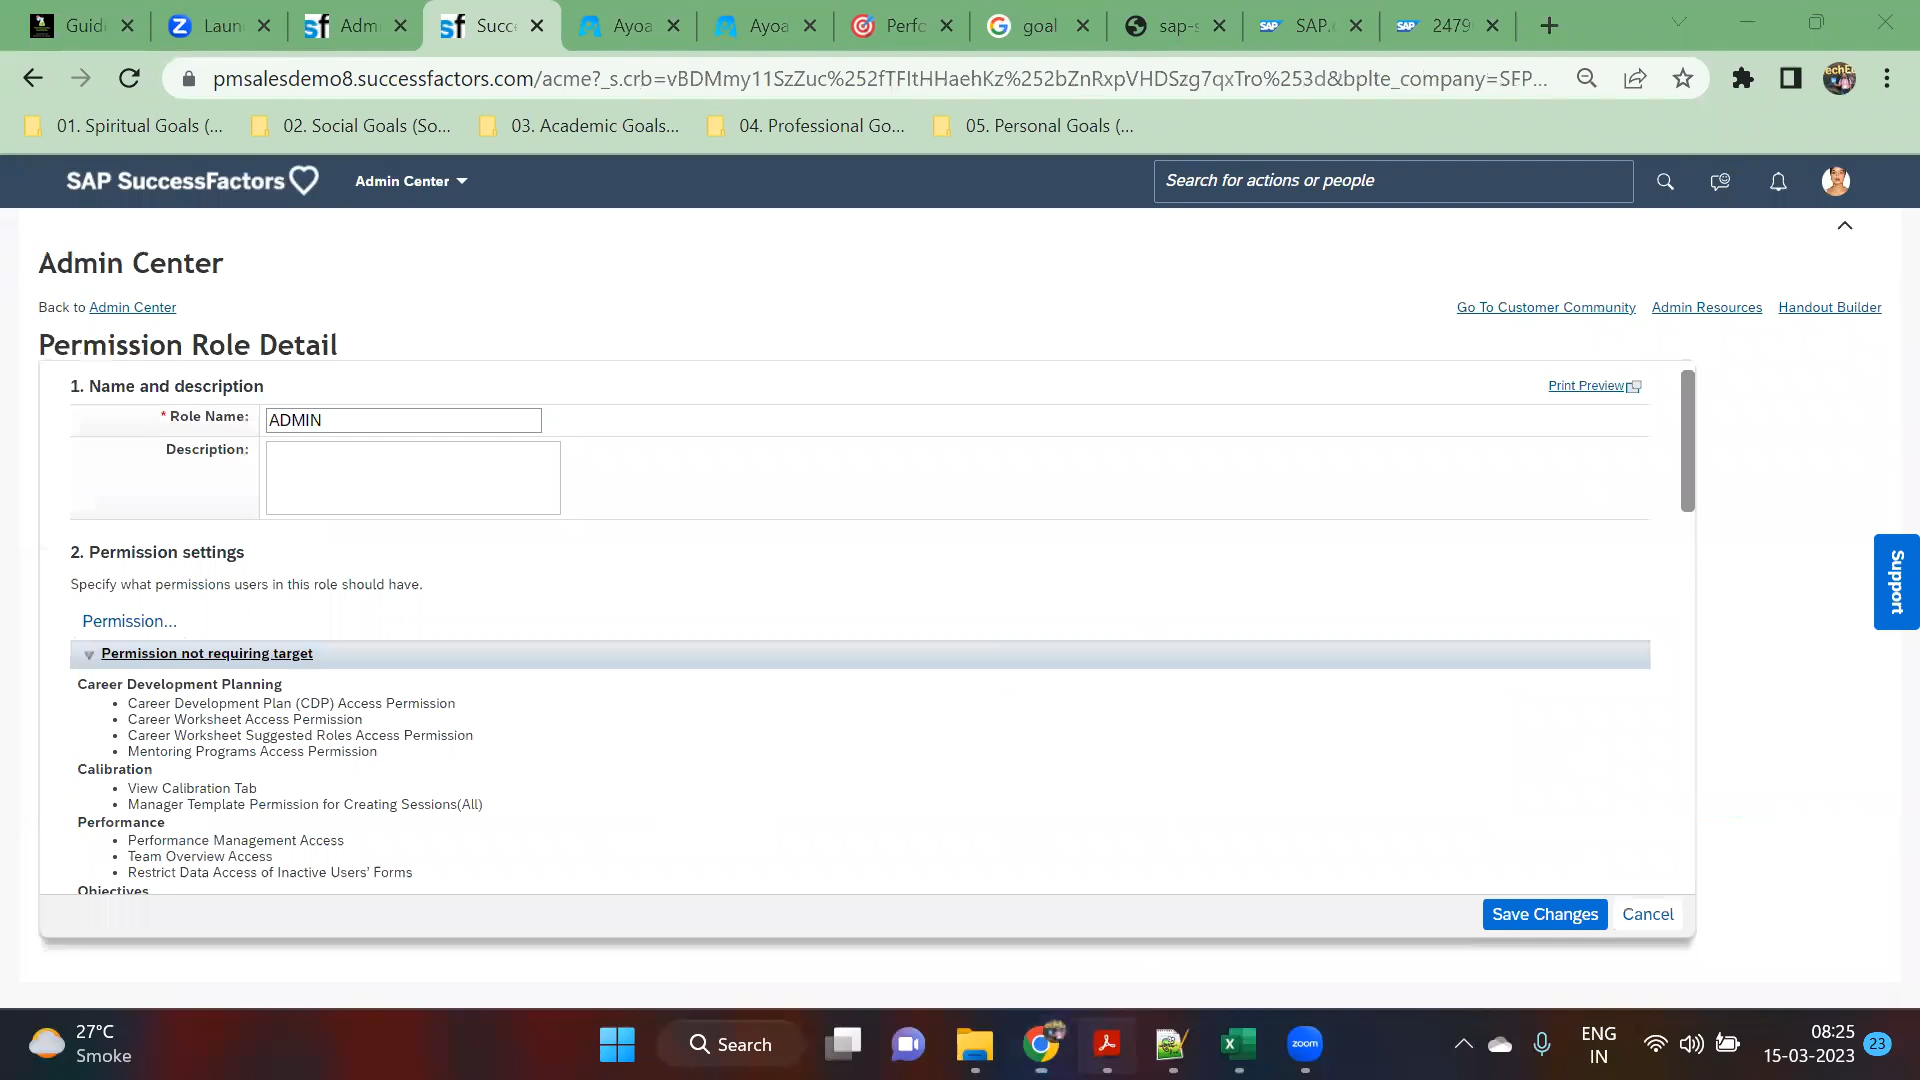 Guid
Laun
sf Adm
sf Succ
Ayoa
Ayoa
Perfo
goal
sap-s
SAP SAP.
SAP 2479
pmsalesdemo8.successfactors.com/acme?_s.crb=vBDMmy11SzZuc%252fTFItHHaehKz%252bZnRxpVHDSzg7qxTro%253d&bplte_company=SFP...
01. Spiritual Goals (...
02. Social Goals (So...
03. Academic Goals...
04. Professional Go...
05. Personal Goals (...
SAP SuccessFactors
Admin Center
Search for actions or people
Admin Center
Back to Admin Center
Go To Customer Community
Admin Resources
Handout Builder
Permission Role Detail
1. Name and description
Print Preview
* Role Name:
ADMIN
Description:
2. Permission settings
Specify what permissions users in this role should have.
Permission...
Permission not requiring target
Career Development Planning
• Career Development Plan (CDP) Access Permission
• Career Worksheet Access Permission
• Career Worksheet Suggested Roles Access Permission
• Mentoring Programs Access Permission
Calibration
• View Calibration Tab
• Manager Template Permission for Creating Sessions(All)
Performance
• Performance Management Access
• Team Overview Access
• Restrict Data Access of Inactive Users' Forms
Objectives
Save Changes
Cancel
Support
27°C
Smoke
Search
zoom
ENG
IN
08:25
15-03-2023
23